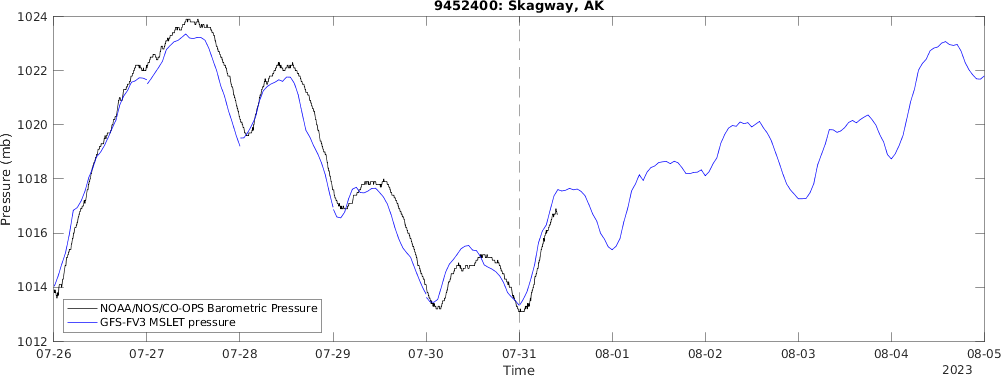 9452400: Skagway, AK
Pressure (mb)
1024
1022
1020
1018
1016
1014
1012
NOAA/NOS/CO-OPS Barometric Pressure
GFS-FV3 MSLET pressure
07-26 07-27 07-28 07-29 07-30 07-31 08-01 08-02 08-03 08-04 08-05
Time
2023